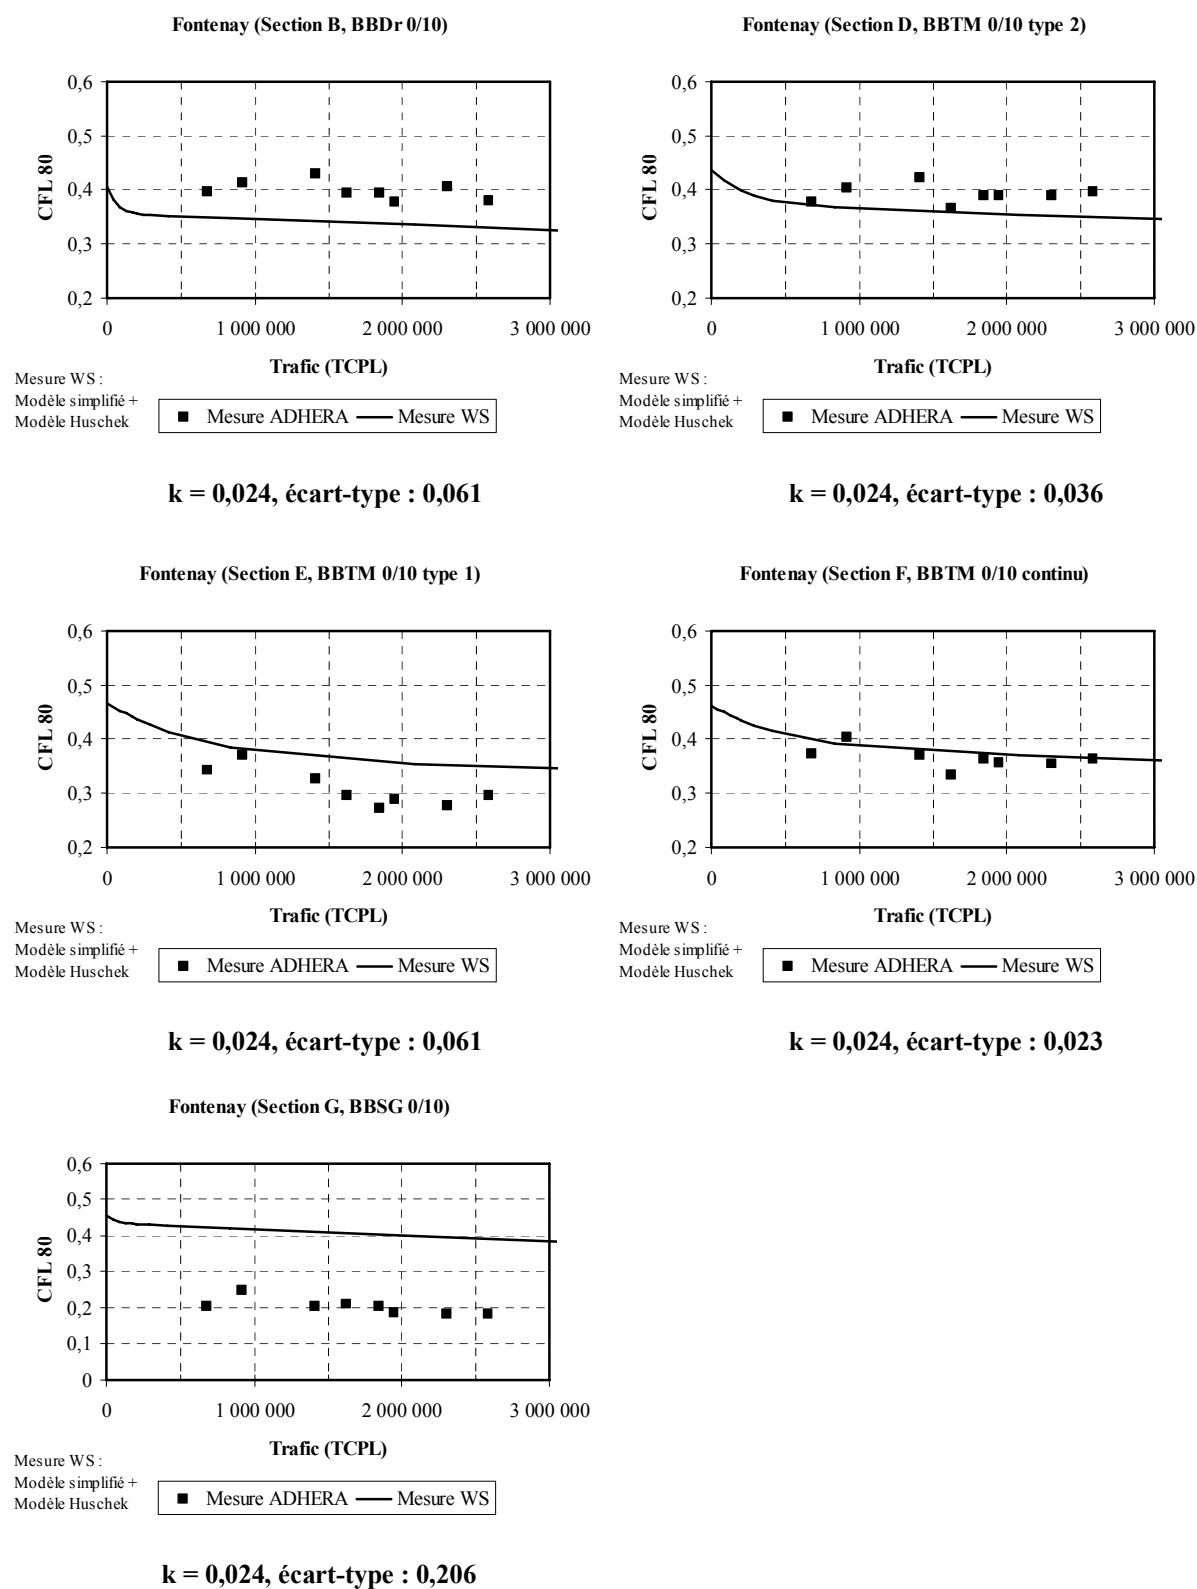 Fontenay (Section B, BBDr 0/10)
0,6
0,5
0,4
0,3
0,2
CFL 80
0 1 000 000 2 000 000 3 000 000
Trafic (TCPL)
Mesure WS :
Modèle simplifié +
Modèle Huschek
Mesure ADHERA Mesure WS
k = 0,024, écart-type : 0,061
Fontenay (Section D, BBTM 0/10 type 2)
0,6
0,5
0,4
0,3
0,2
CFL 80
0 1 000 000 2 000 000 3 000 000
Trafic (TCPL)
Mesure WS :
Modèle simplifié +
Modèle Huschek
Mesure ADHERA Mesure WS
k = 0,024, écart-type : 0,036
Fontenay (Section E, BBTM 0/10 type 1)
0,6
0,5
0,4
0,3
0,2
CFL 80
0 1 000 000 2 000 000 3 000 000
Trafic (TCPL)
Mesure WS :
Modèle simplifié +
Modèle Huschek
Mesure ADHERA Mesure WS
k = 0,024, écart-type : 0,061
Fontenay (Section F, BBTM 0/10 continu)
0,6
0,5
0,4
0,3
0,2
CFL 80
0 1 000 000 2 000 000 3 000 000
Trafic (TCPL)
Mesure WS :
Modèle simplifié +
Modèle Huschek
Mesure ADHERA Mesure WS
k = 0,024, écart-type : 0,023
Fontenay (Section G, BBSG 0/10)
0,6
0,5
0,4
0,3
0,2
0,1
0
CFL 80
0 1 000 000 2 000 000 3 000 000
Trafic (TCPL)
Mesure WS :
Modèle simplifié +
Modèle Huschek
Mesure ADHERA Mesure WS
k = 0,024, écart-type : 0,206